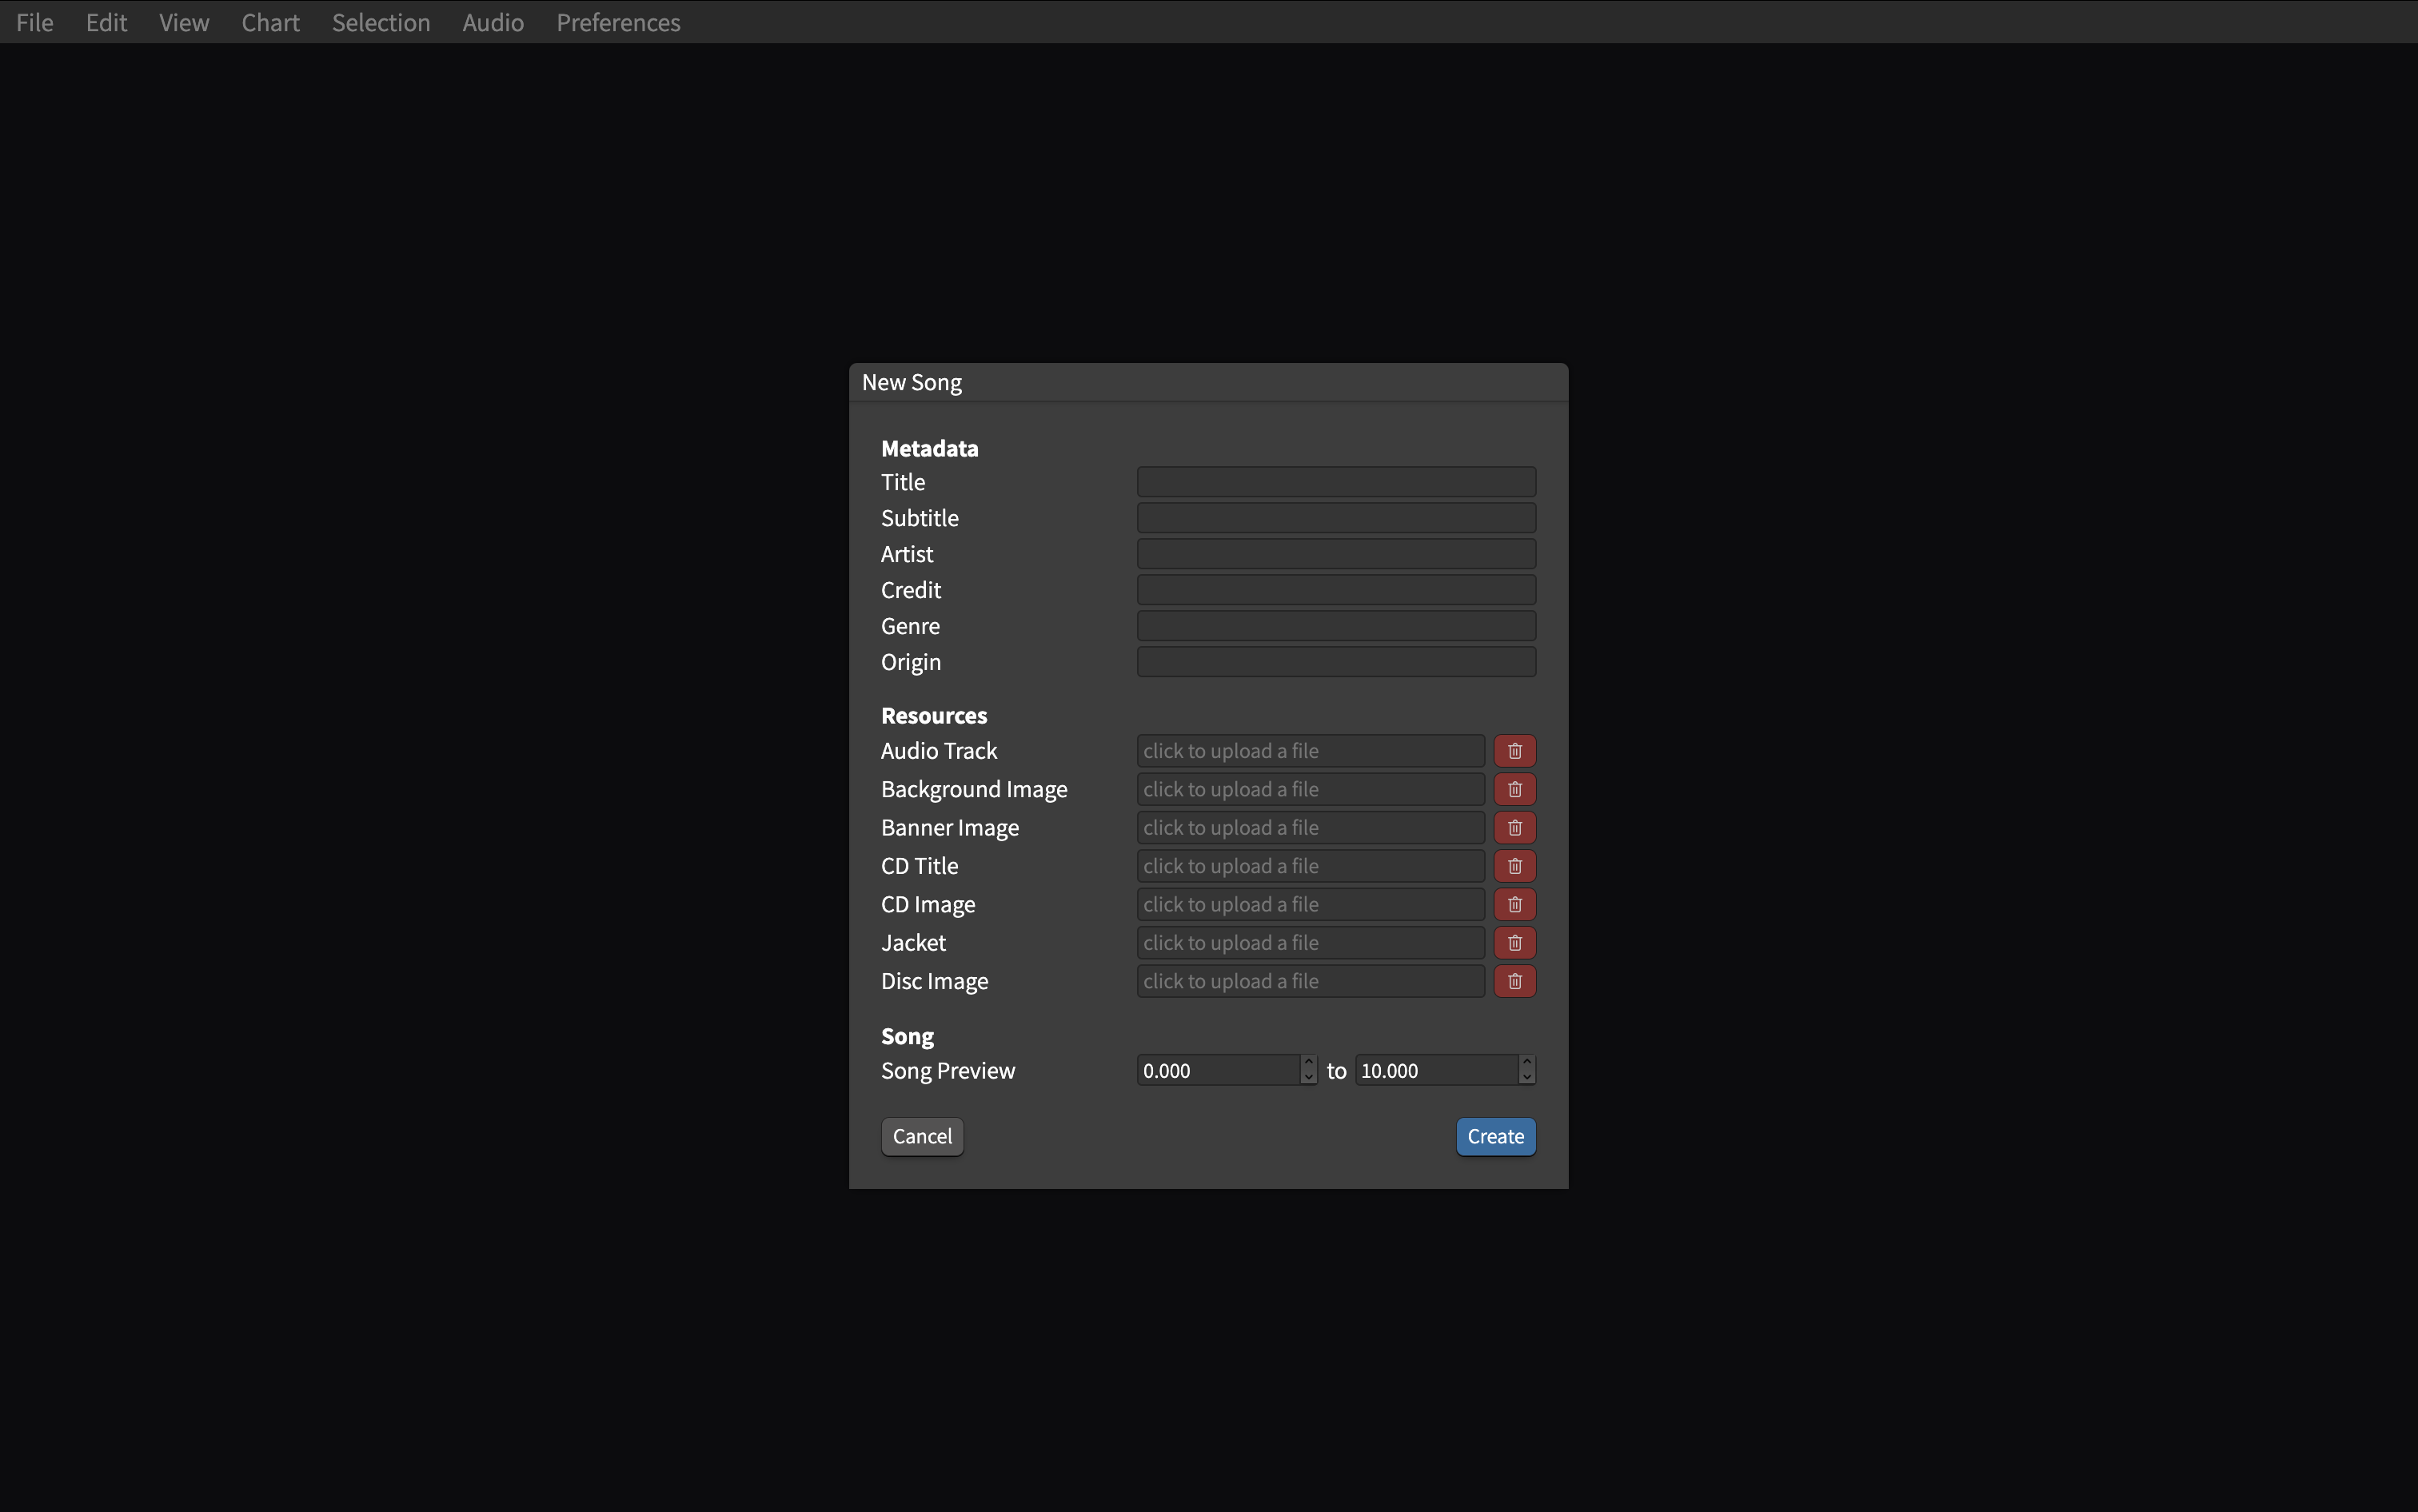 File Edit View Chart Selection Audio Preferences
New Song
Metadata
Title
Subtitle
Artist
Credit
Genre
Origin
Resources
Audio Track click to upload a file
Background Image click to upload a file
Banner Image click to upload a file
CD Title click to upload a file
CD Image click to upload a file
Jacket click to upload a file
Disc Image click to upload a file
Song
Song Preview 0.000 to 10.000
Cancel Create